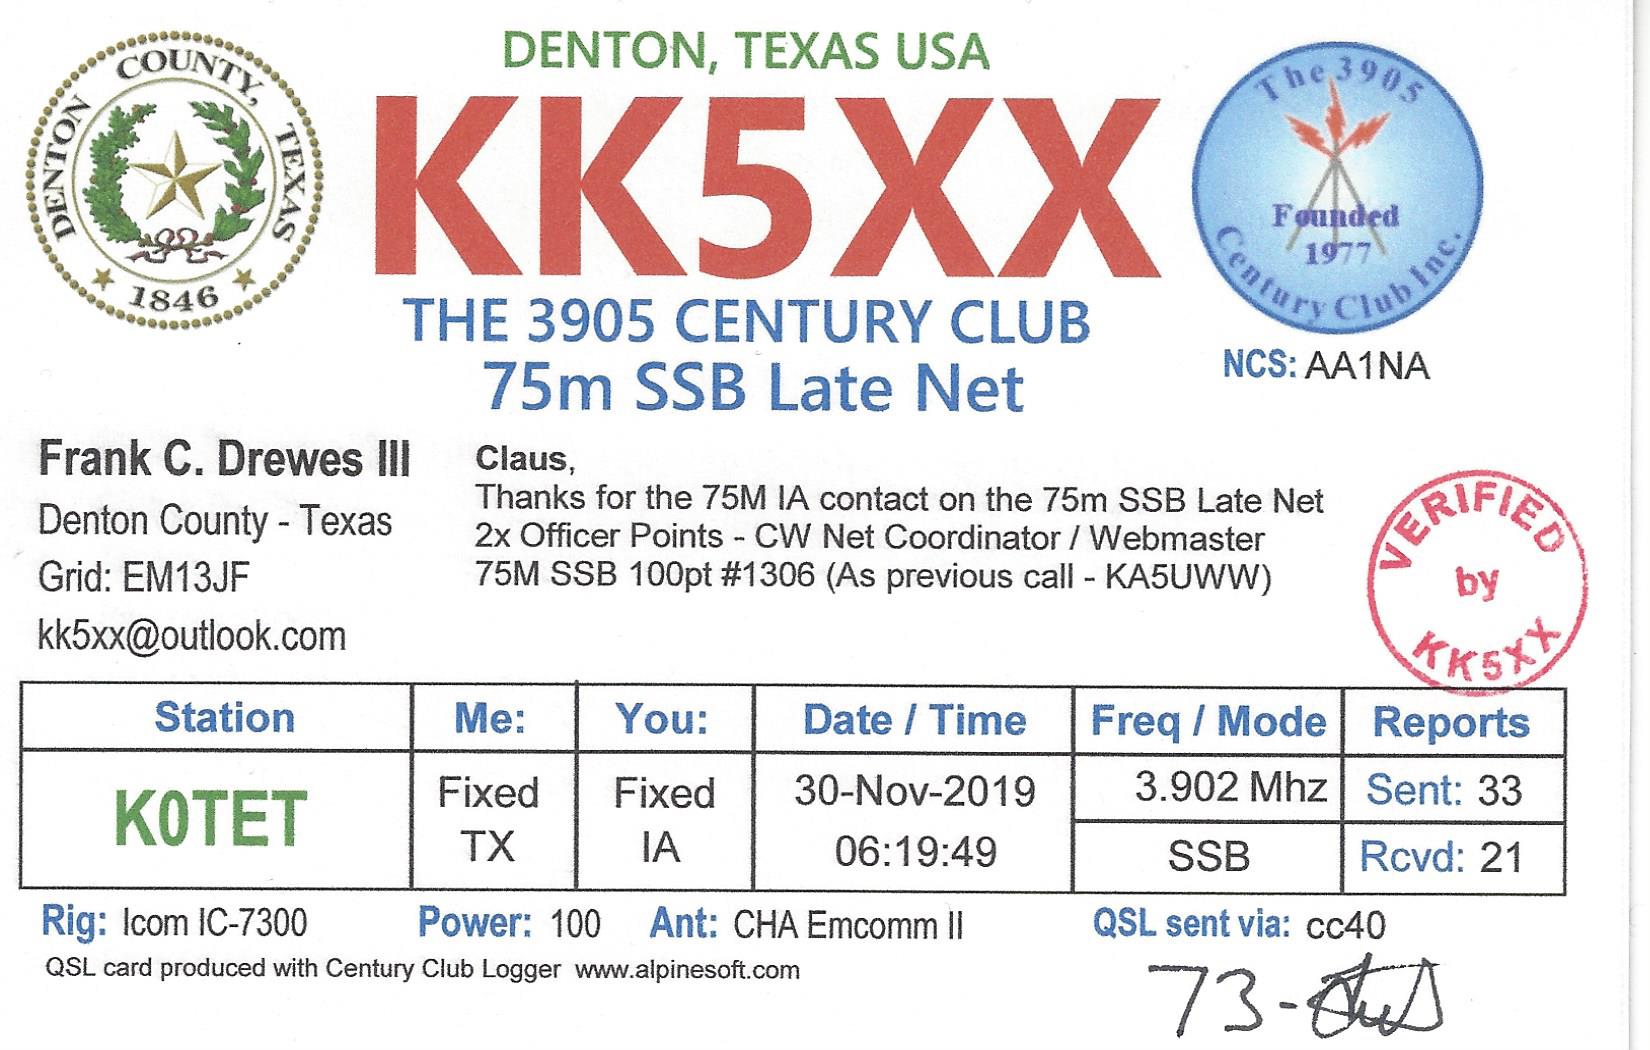 DENTON COUNTY, TEXAS
1846
DENTON, TEXAS USA
KK5XX
THE 3905 CENTURY CLUB
75m SSB Late Net
The 3905
Founded
1977
Century Club Inc.
NCS: AA1NA
Frank C. Drewes III
Denton County - Texas
Grid: EM13JF
kk5xx@outlook.com
Claus,
Thanks for the 75M IA contact on the 75m SSB Late Net
2x Officer Points - CW Net Coordinator / Webmaster
75M SSB 100pt #1306 (As previous call - KA5UWW)
VERIFIED
by
KK5XX
Station Me: You: Date / Time Freq / Mode Reports
K0TET Fixed Fixed 30-Nov-2019 3.902 Mhz Sent: 33
TX IA 06:19:49 SSB Rcvd: 21
Rig: Icom IC-7300 Power: 100 Ant: CHA Emcomm II QSL sent via: cc40
QSL card produced with Century Club Logger www.alpinesoft.com
73-